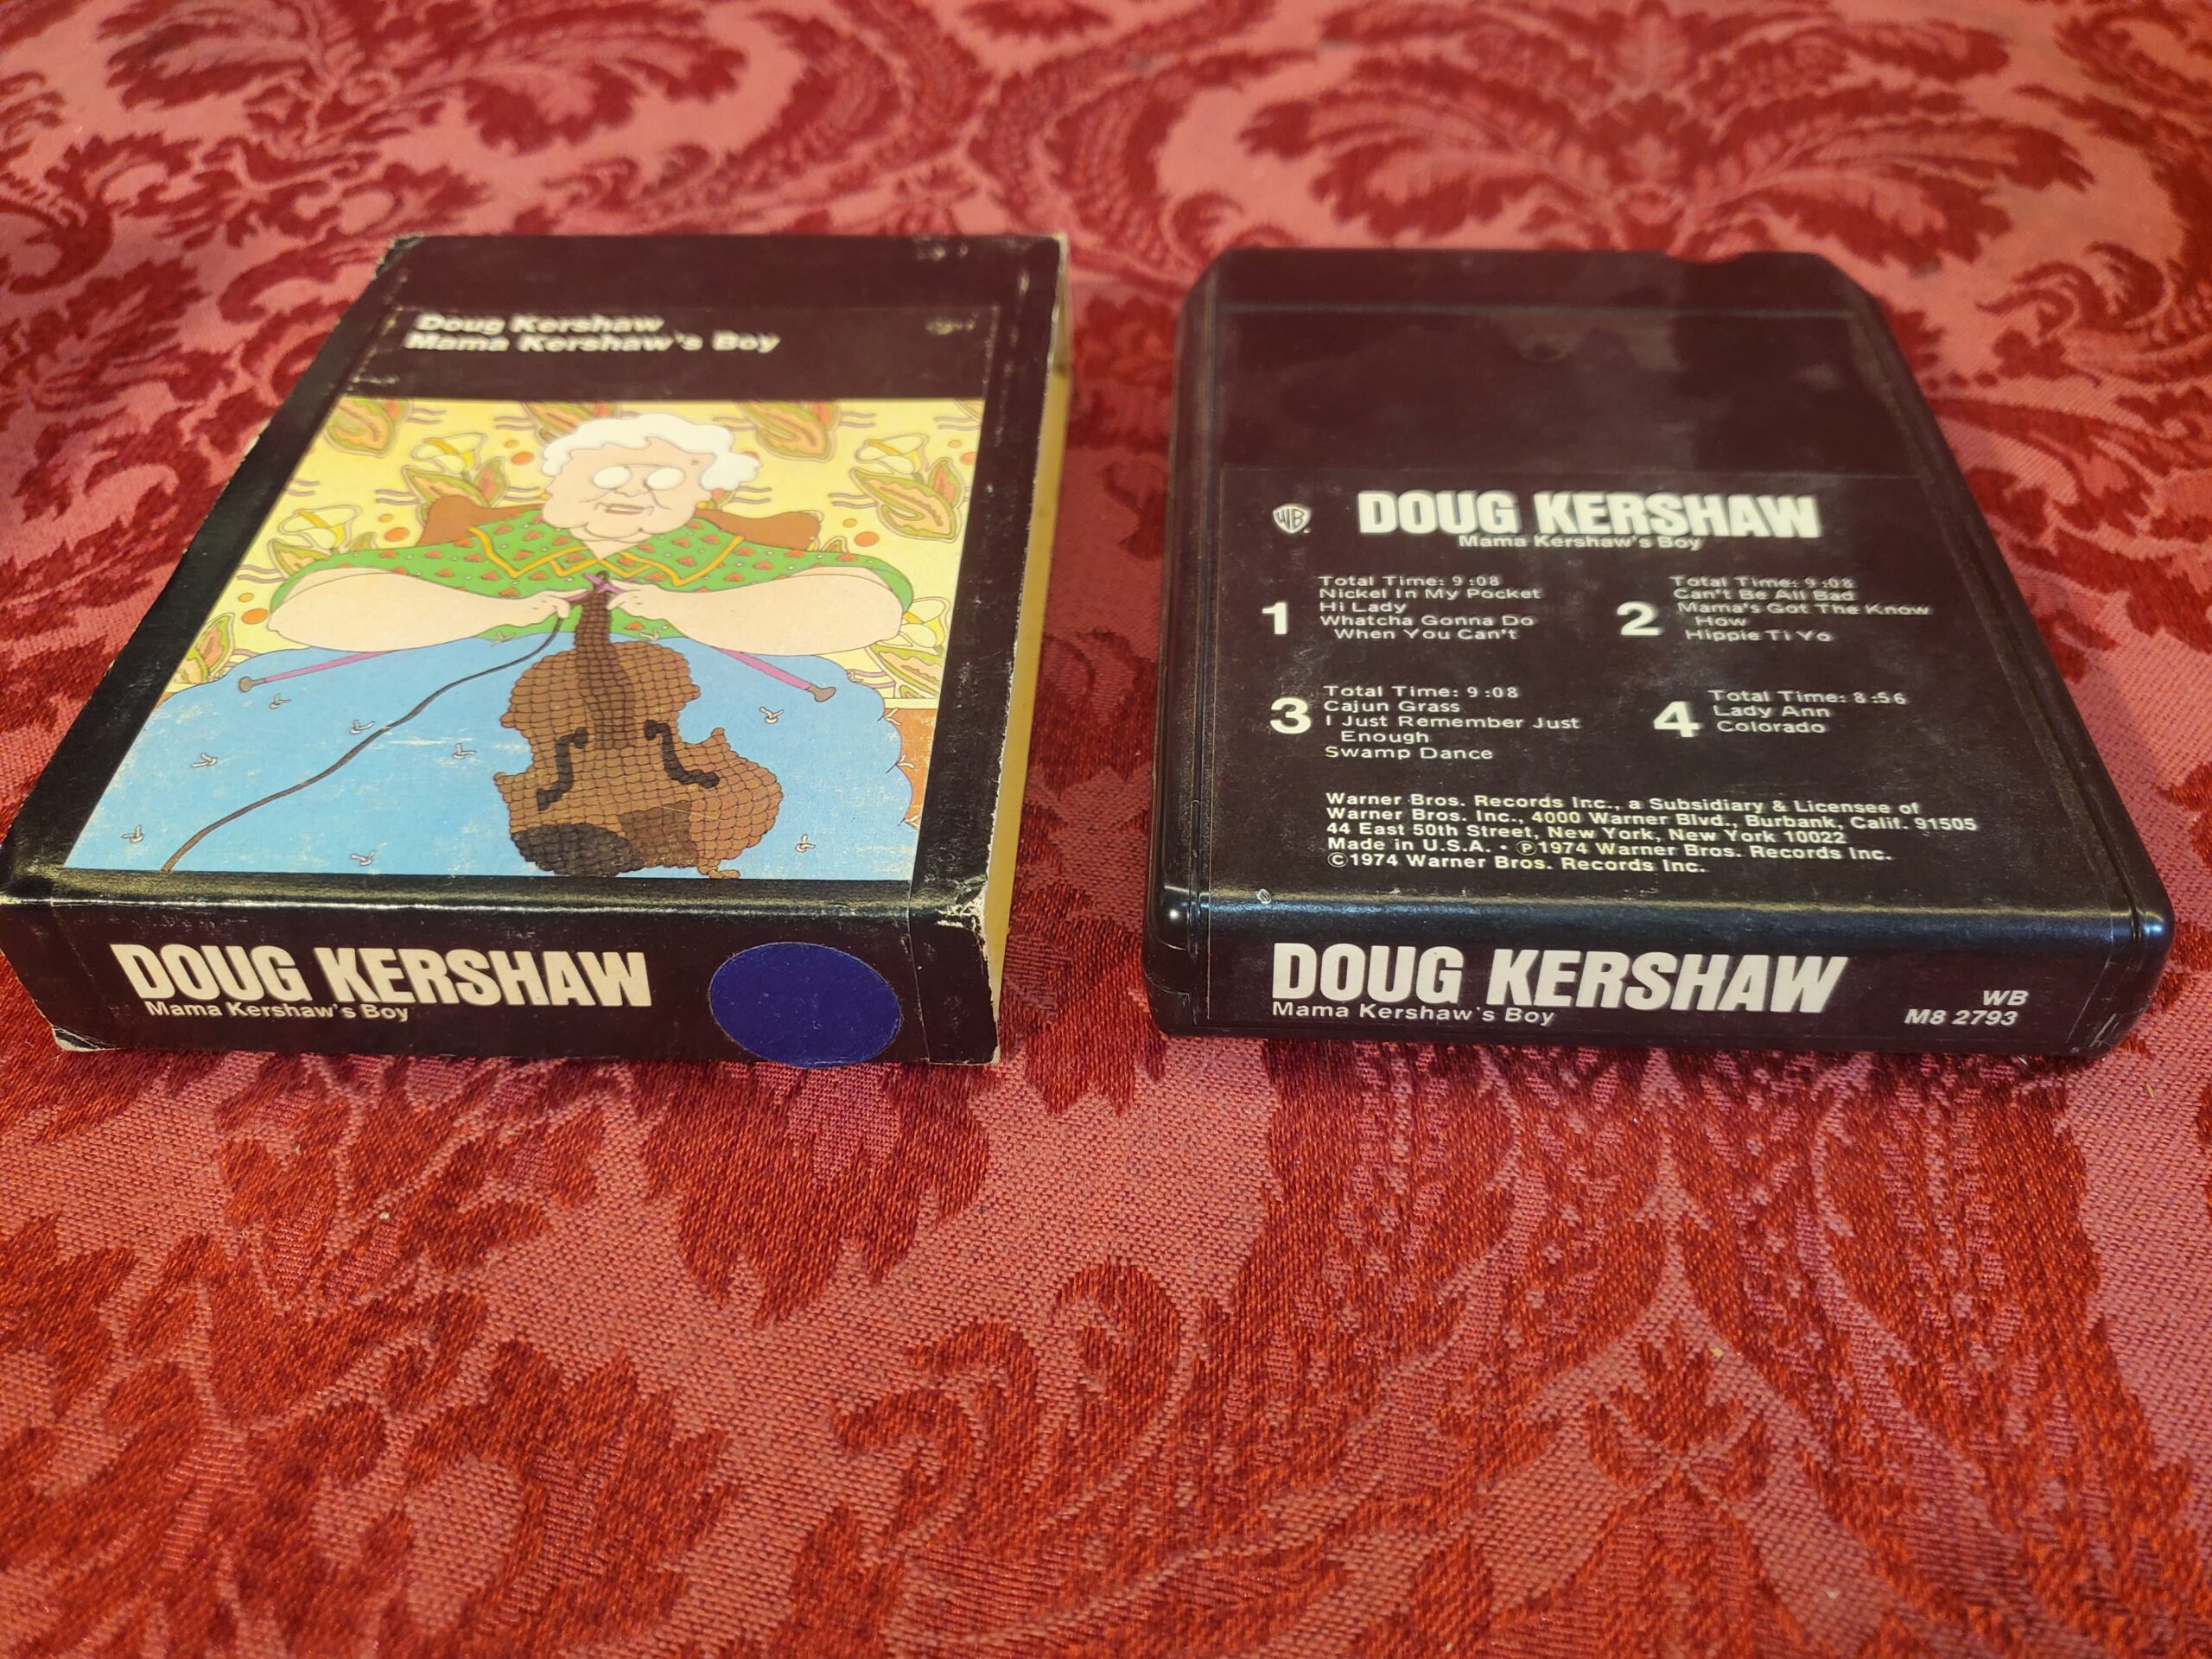 Doug Kershaw
Mama Kershaw's Boy
DOUG KERSHAW
Mama Kershaw's Boy
WB
DOUG KERSHAW
Mama Kershaw's Boy
1
Total Time: 9:08
Nickel In My Pocket
Hi Lady
Whatcha Gonna Do
When You Can't
2
Total Time: 9:08
Can't Be All Bad
Mama's Got The Know
How
Hippie Ti Yo
3
Total Time: 9:08
Cajun Grass
I Just Remember Just
Enough
Swamp Dance
4
Total Time: 8:56
Lady Ann
Colorado
Warner Bros. Records Inc., a Subsidiary & Licensee of
Warner Bros. Inc., 4000 Warner Blvd., Burbank, Calif. 91505
44 East 50th Street, New York, New York 10022
Made in U.S.A. • ℗1974 Warner Bros. Records Inc.
©1974 Warner Bros. Records Inc.
DOUG KERSHAW
Mama Kershaw's Boy
WB
M8 2793